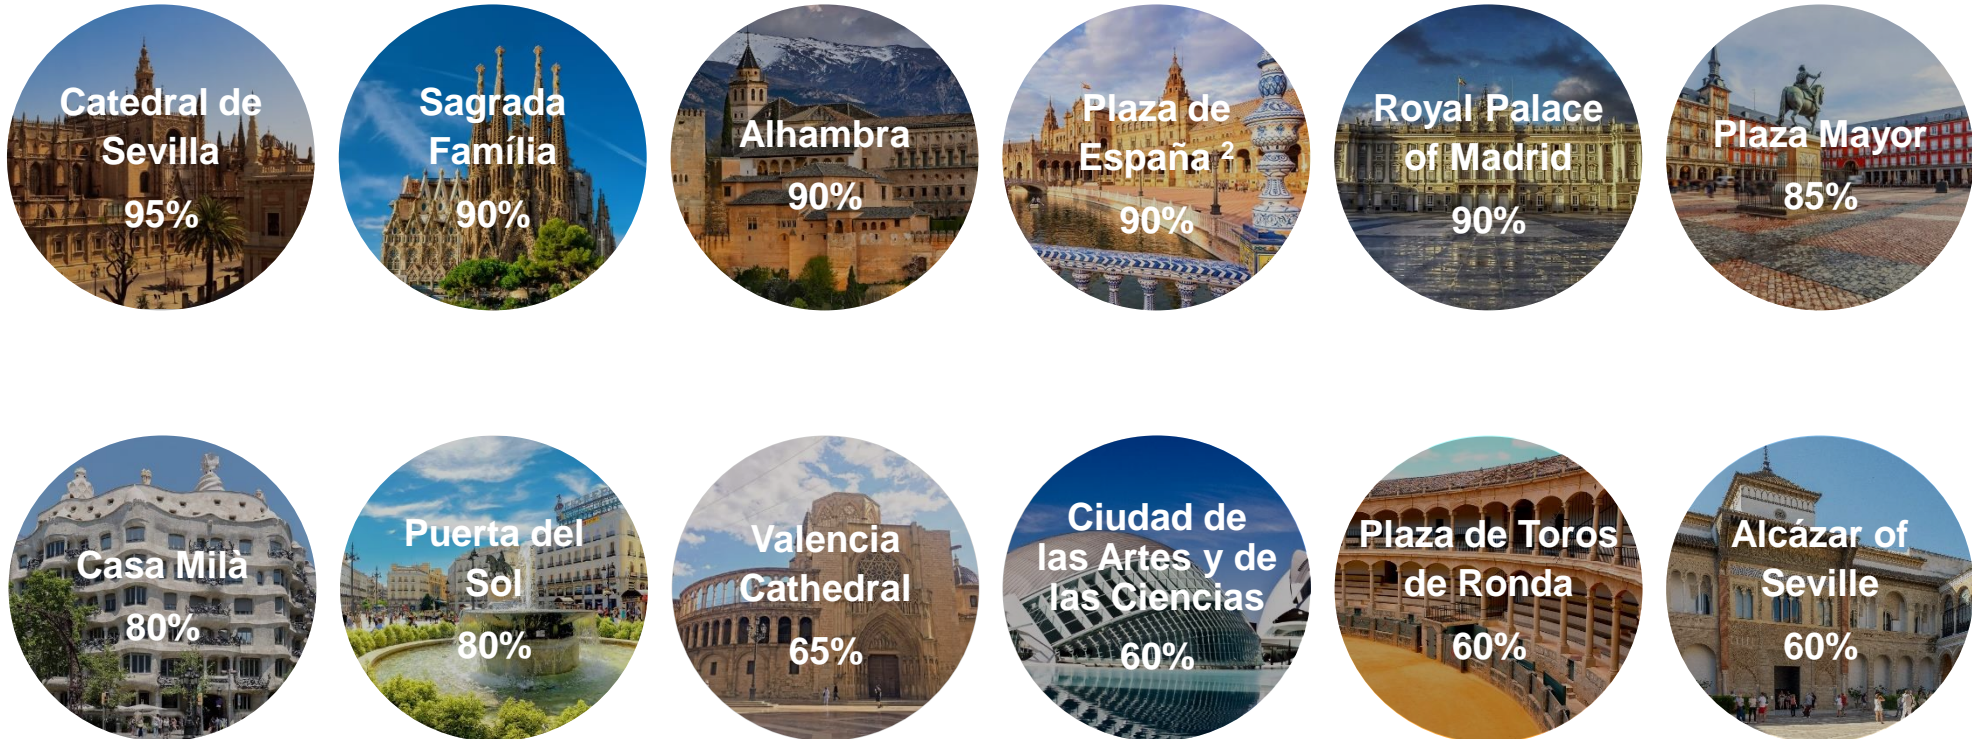 Catedral de
Sevilla
95%
Sagrada
Família
90%
Alhambra
90%
Plaza de
España ²
90%
Royal Palace
of Madrid
90%
Plaza Mayor
85%
Casa Milà
80%
Puerta del
Sol
80%
Valencia
Cathedral
65%
Ciudad de
las Artes y de
las Ciencias
60%
Plaza de Toros
de Ronda
60%
Alcázar of
Seville
60%